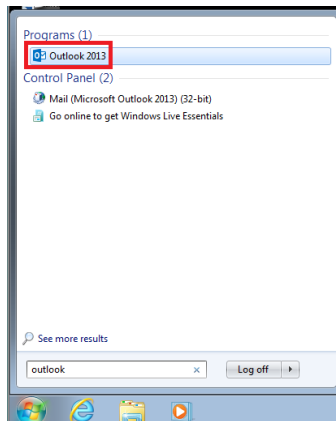 Programs (1)
Outlook 2013
Control Panel (2)
Mail (Microsoft Outlook 2013) (32-bit)
Go online to get Windows Live Essentials
See more results
outlook
Log off